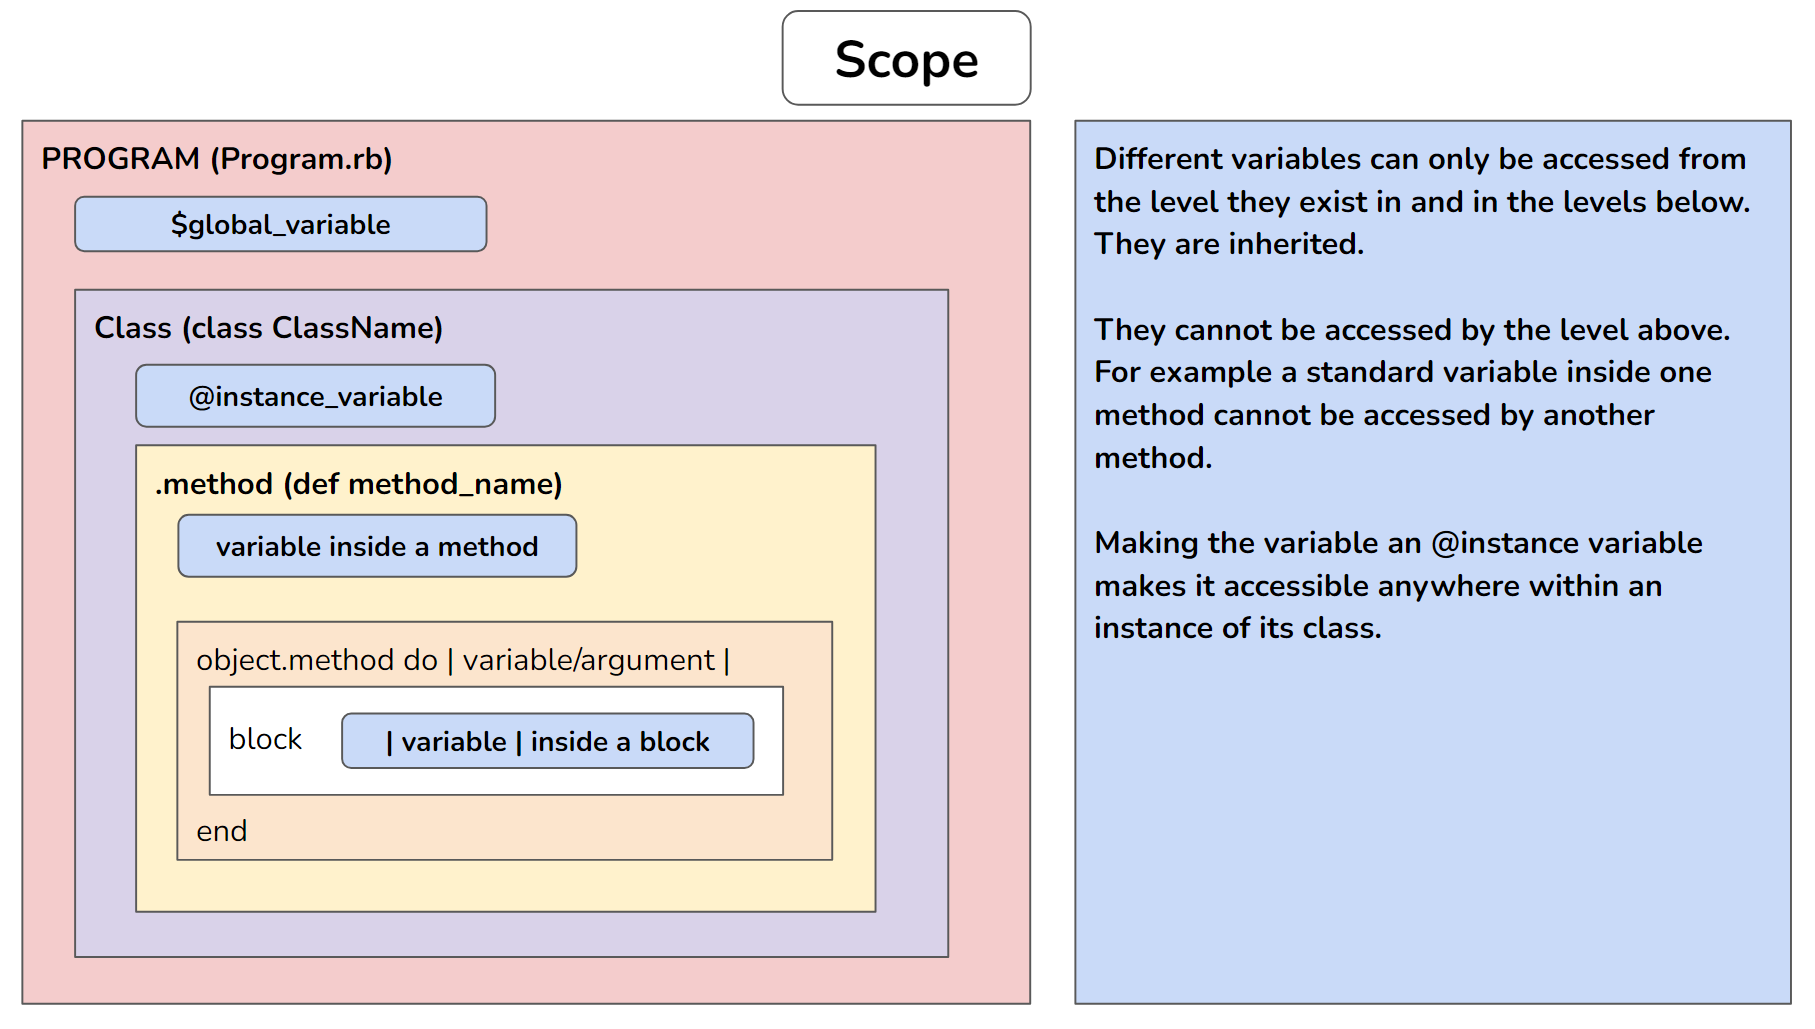 Scope
PROGRAM (Program.rb)
$global_variable
Class (class ClassName)
@instance_variable
.method (def method_name)
variable inside a method
object.method do | variable/argument |
block
| variable | inside a block
end
Different variables can only be accessed from
the level they exist in and in the levels below.
They are inherited.
They cannot be accessed by the level above.
For example a standard variable inside one
method cannot be accessed by another
method.
Making the variable an @instance variable
makes it accessible anywhere within an
instance of its class.